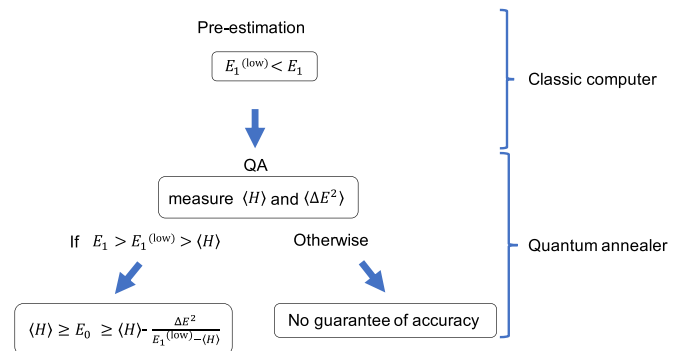 Pre-estimation
E₁⁽ˡᵒʷ⁾ < E₁
Classic computer
QA
measure ⟨H⟩ and ⟨ΔE²⟩
If E₁ > E₁⁽ˡᵒʷ⁾ > ⟨H⟩
Otherwise
Quantum annealer
⟨H⟩ ≥ E₀ ≥ ⟨H⟩- ΔE² / E₁⁽ˡᵒʷ⁾−⟨H⟩
No guarantee of accuracy